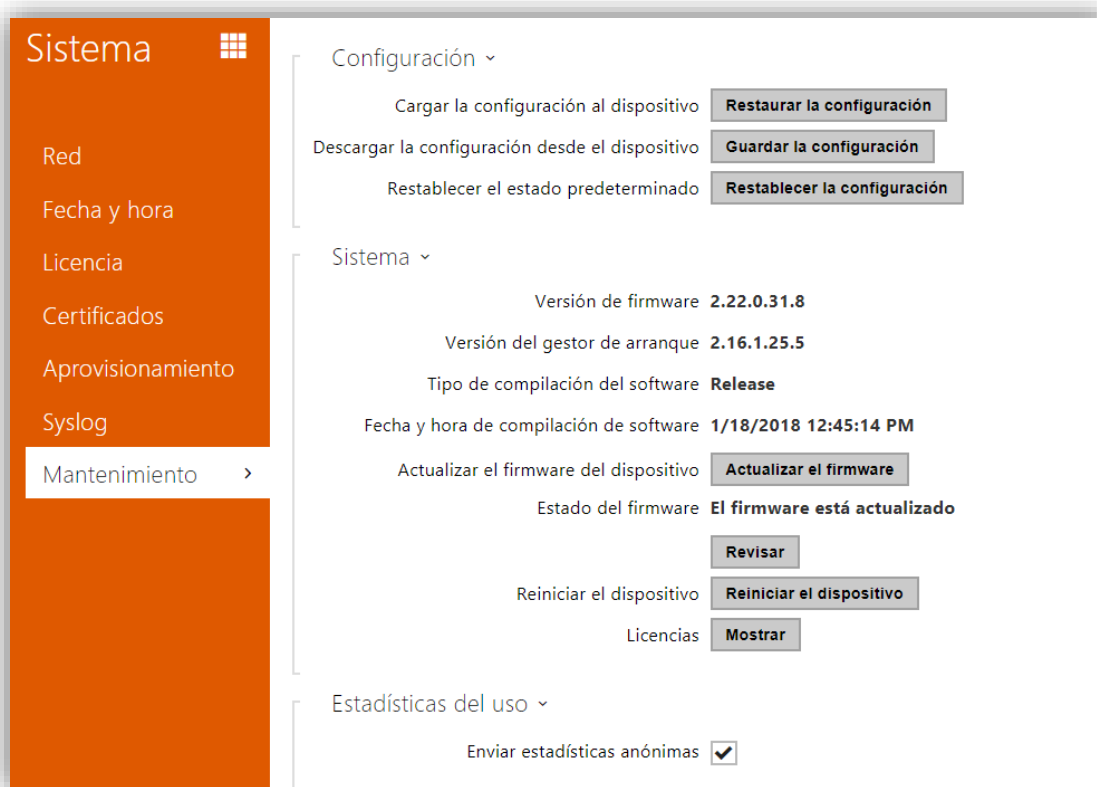 Sistema
Red
Fecha y hora
Licencia
Certificados
Aprovisionamiento
Syslog
Mantenimiento
Configuración
Cargar la configuración al dispositivo Restaurar la configuración
Descargar la configuración desde el dispositivo Guardar la configuración
Restablecer el estado predeterminado Restablecer la configuración
Sistema
Versión de firmware 2.22.0.31.8
Versión del gestor de arranque 2.16.1.25.5
Tipo de compilación del software Release
Fecha y hora de compilación de software 1/18/2018 12:45:14 PM
Actualizar el firmware del dispositivo Actualizar el firmware
Estado del firmware El firmware está actualizado
Revisar
Reiniciar el dispositivo Reiniciar el dispositivo
Licencias Mostrar
Estadísticas del uso
Enviar estadísticas anónimas